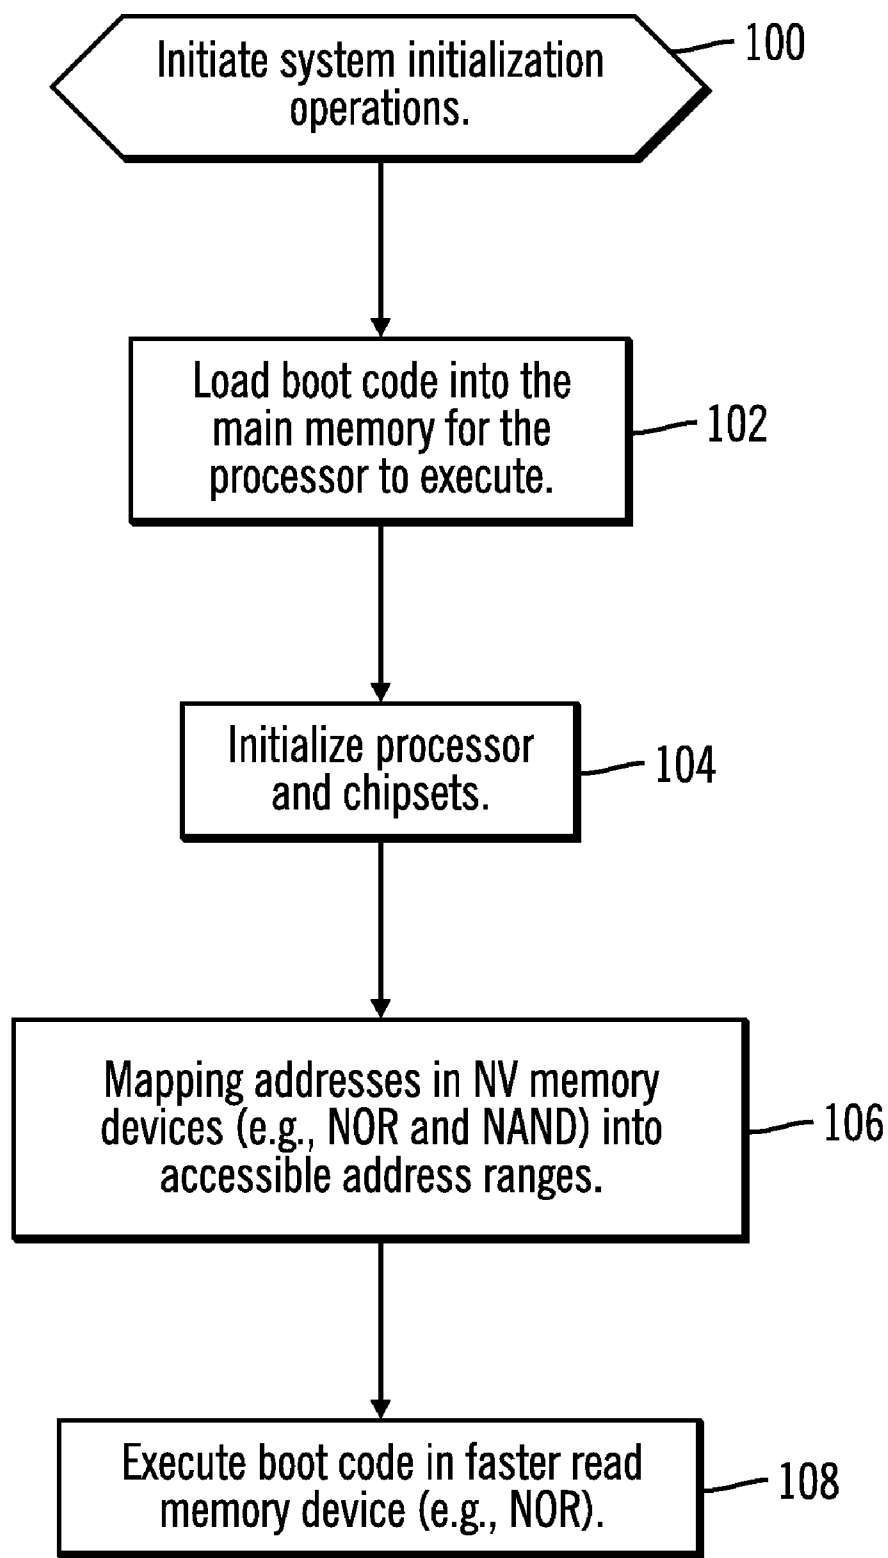 Initiate system initialization
operations.
100
Load boot code into the
main memory for the
processor to execute.
102
Initialize processor
and chipsets.
104
Mapping addresses in NV memory
devices (e.g., NOR and NAND) into
accessible address ranges.
106
Execute boot code in faster read
memory device (e.g., NOR).
108